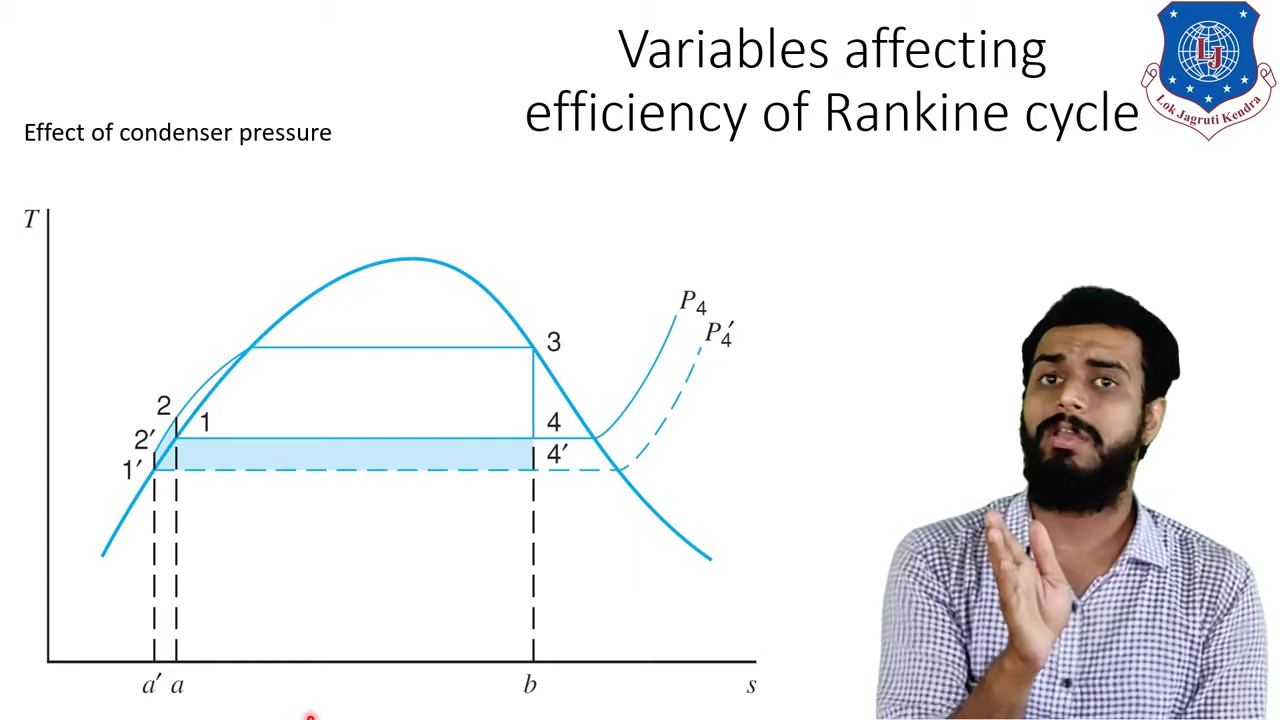 Variables affecting
efficiency of Rankine cycle
LJ
Lok Jagruti Kendra
Effect of condenser pressure
T
P₄
P₄′
3
2
1
4
2′
4′
1′
a′ a
b
s